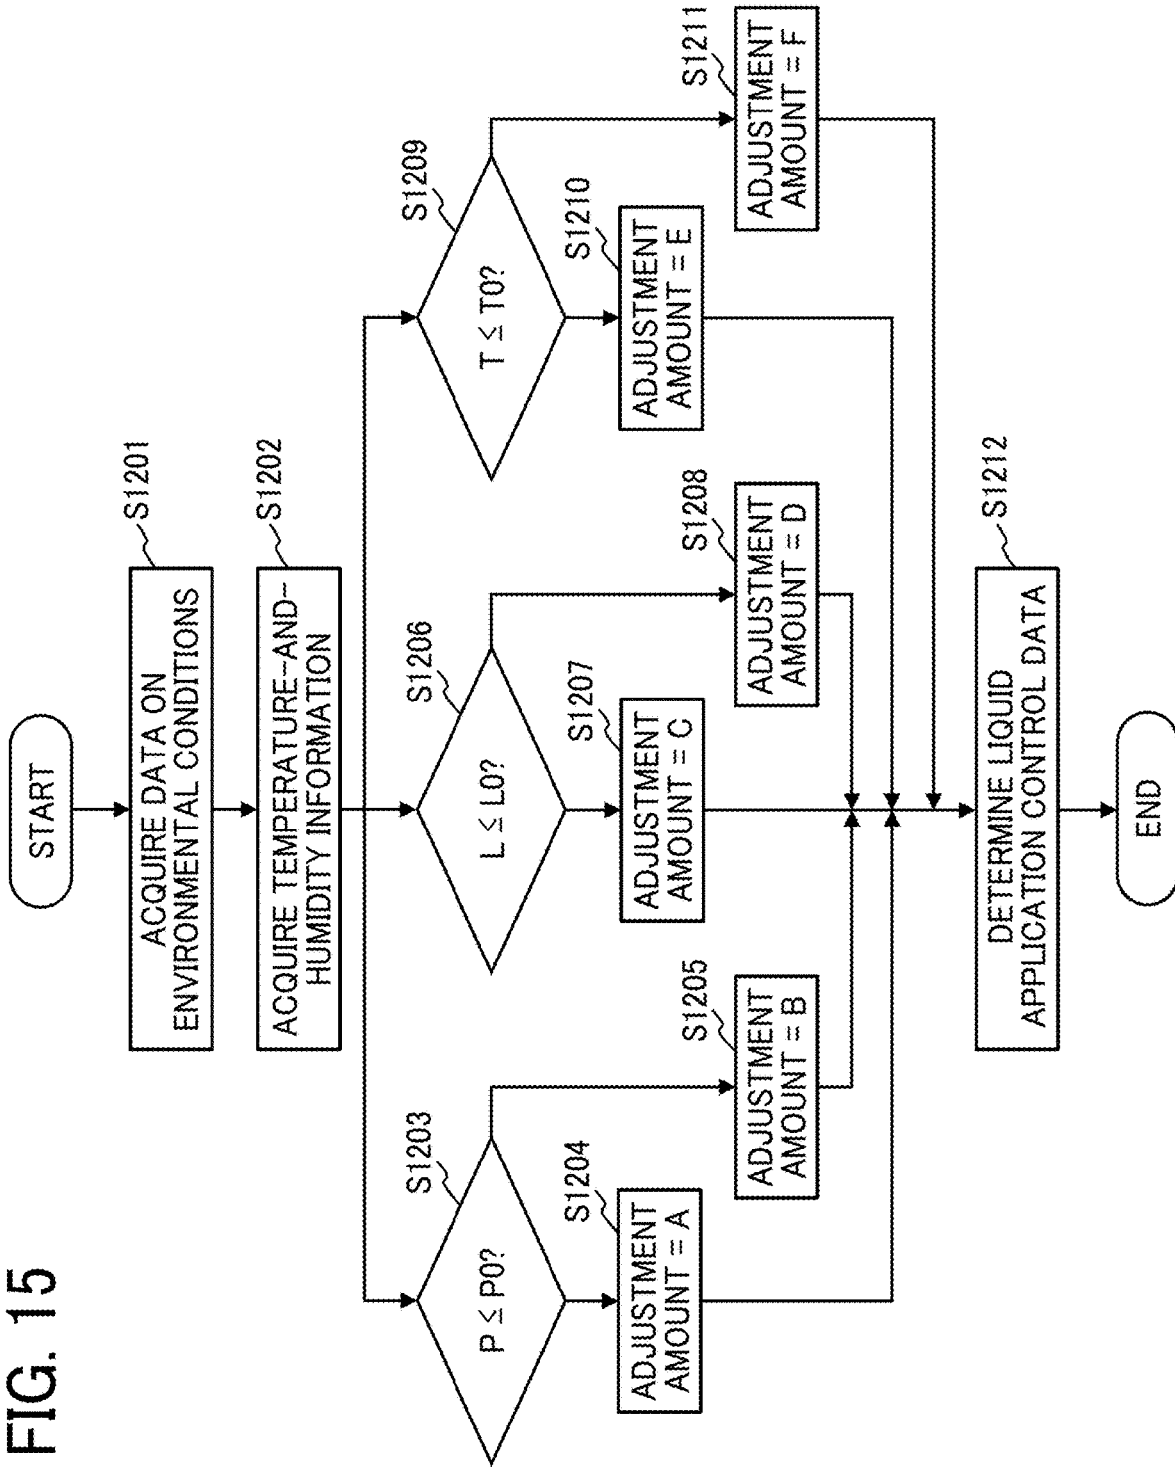 FIG. 15
START
S1201
ACQUIRE DATA ON
ENVIRONMENTAL CONDITIONS
S1202
ACQUIRE TEMPERATURE-AND-
HUMIDITY INFORMATION
S1203
P ≤ P0?
S1204
ADJUSTMENT
AMOUNT = A
S1205
ADJUSTMENT
AMOUNT = B
S1206
L ≤ L0?
S1207
ADJUSTMENT
AMOUNT = C
S1208
ADJUSTMENT
AMOUNT = D
S1209
T ≤ T0?
S1210
ADJUSTMENT
AMOUNT = E
S1211
ADJUSTMENT
AMOUNT = F
S1212
DETERMINE LIQUID
APPLICATION CONTROL DATA
END